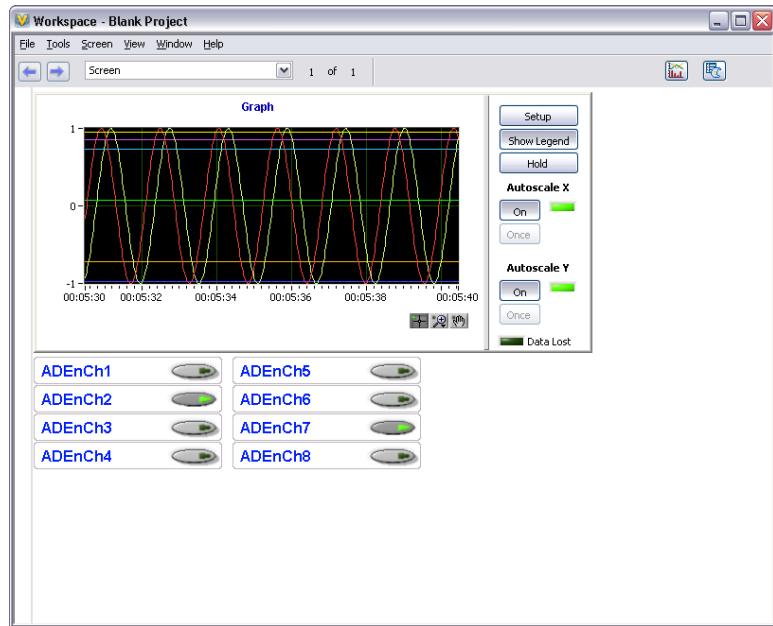 Workspace - Blank Project
File Tools Screen View Window Help
Screen 1 of 1
Graph
1
0
-1
00:05:30 00:05:32 00:05:34 00:05:36 00:05:38 00:05:40
Setup
Show Legend
Hold
Autoscale X
On
Once
Autoscale Y
On
Once
Data Lost
ADEnCh1 ADEnCh5
ADEnCh2 ADEnCh6
ADEnCh3 ADEnCh7
ADEnCh4 ADEnCh8